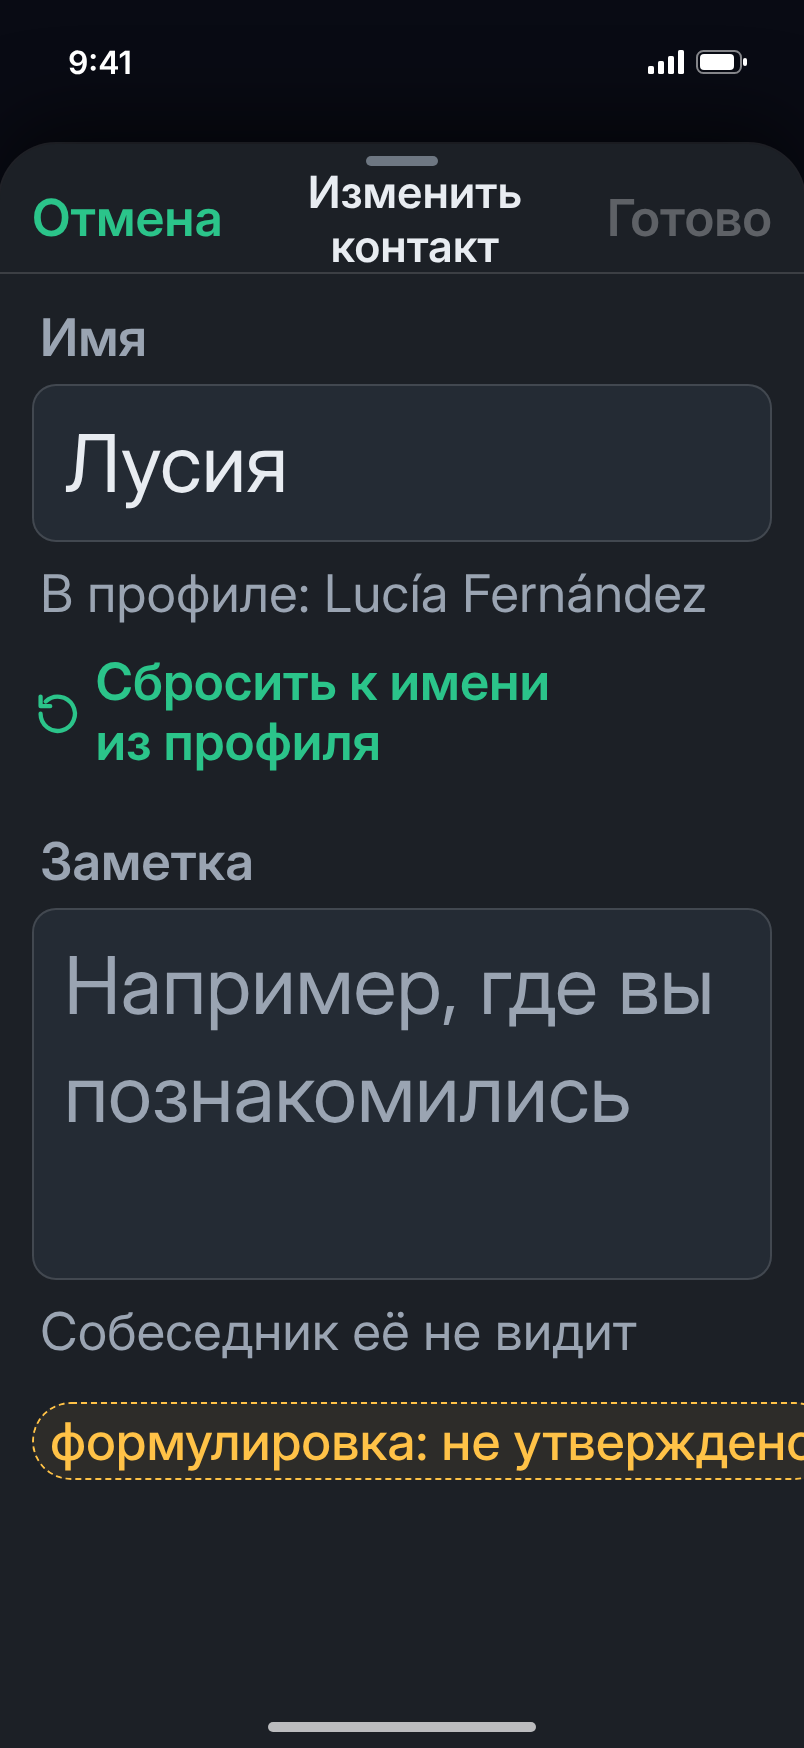 9:41
Отмена
Изменить
контакт
Готово
Имя
Лусия
В профиле: Lucía Fernández
Сбросить к имени
из профиля
Заметка
Например, где вы
познакомились
Собеседник её не видит
формулировка: не утверждено